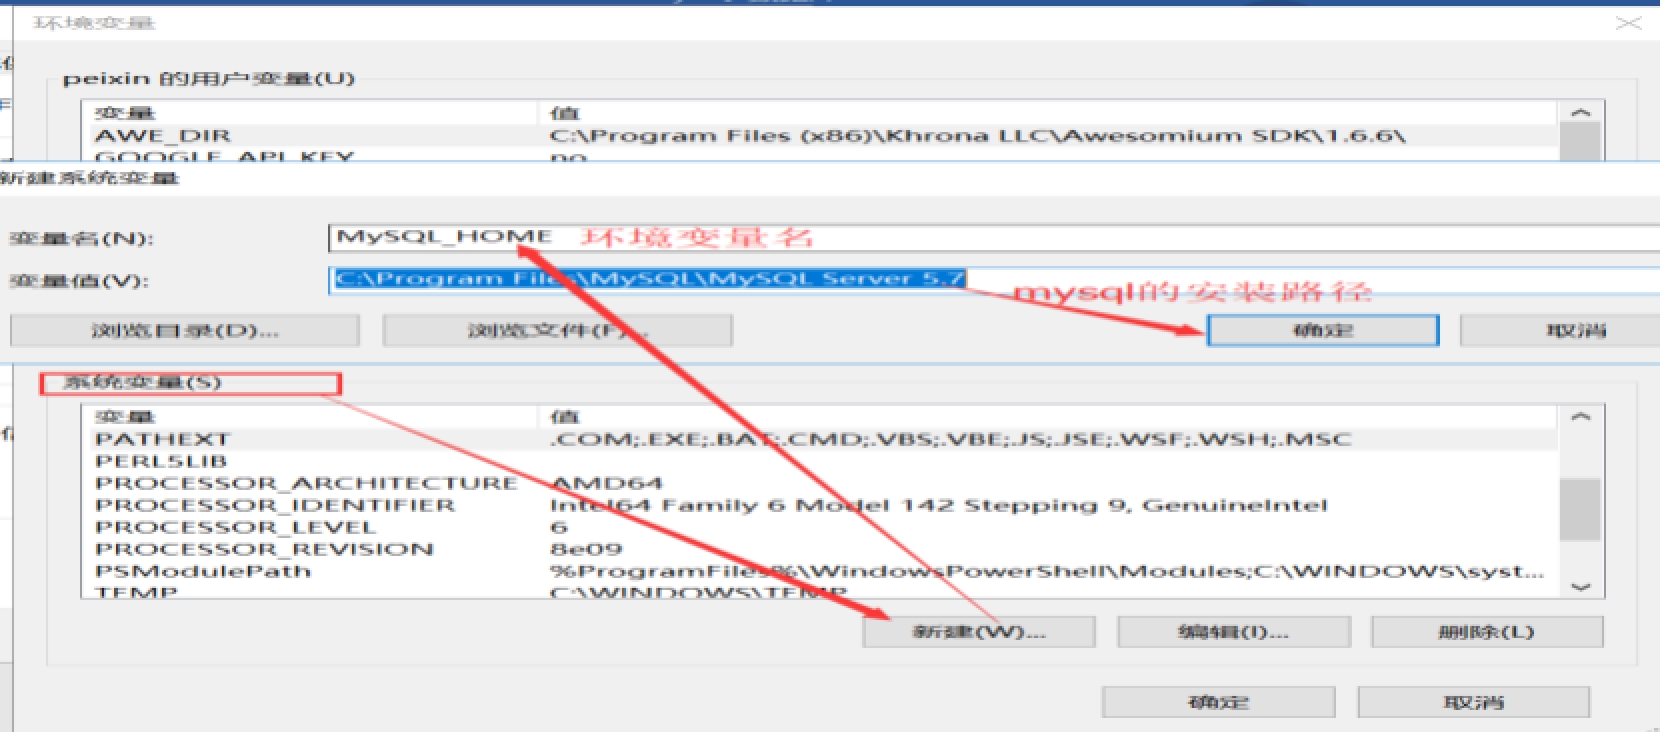 环境变量
peixin 的用户变量(U)
变量 值
AWE_DIR C:\Program Files (x86)\Khrona LLC\Awesomium SDK\1.6.6\
GOOGLE_API_KEY no
新建系统变量
变量名(N): MySQL_HOME 环境变量名
变量值(V): C:\Program Files\MySQL\MySQL Server 5.7
mysql的安装路径
浏览目录(D)... 浏览文件(F)... 确定 取消
系统变量(S)
变量 值
PATHEXT .COM;.EXE;.BAT;.CMD;.VBS;.VBE;.JS;.JSE;.WSF;.WSH;.MSC
PERL5LIB
PROCESSOR_ARCHITECTURE AMD64
PROCESSOR_IDENTIFIER Intel64 Family 6 Model 142 Stepping 9, GenuineIntel
PROCESSOR_LEVEL 6
PROCESSOR_REVISION 8e09
PSModulePath %ProgramFiles%\WindowsPowerShell\Modules;C:\WINDOWS\syst...
TEMP C:\WINDOWS\TEMP
新建(W)... 编辑(I)... 删除(L)
确定 取消